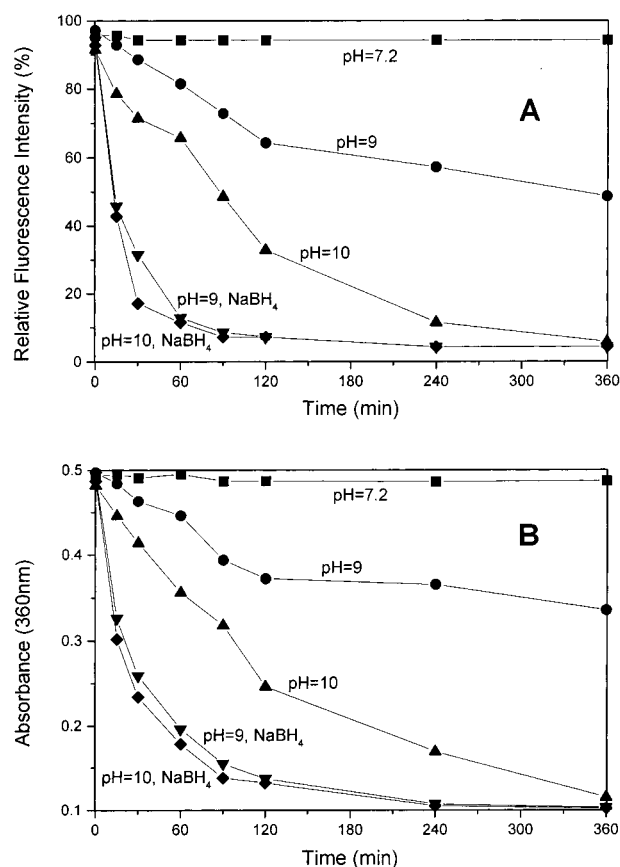 100
80
60
40
20
0
Relative Fluorescence Intensity (%)
pH=7.2
A
pH=9
pH=10
pH=9, NaBH4
pH=10, NaBH4
0 60 120 180 240 300 360
Time (min)
0.5
0.4
0.3
0.2
0.1
Absorbance (360nm)
pH=7.2
B
pH=9
pH=10
pH=9, NaBH4
pH=10, NaBH4
0 60 120 180 240 300 360
Time (min)